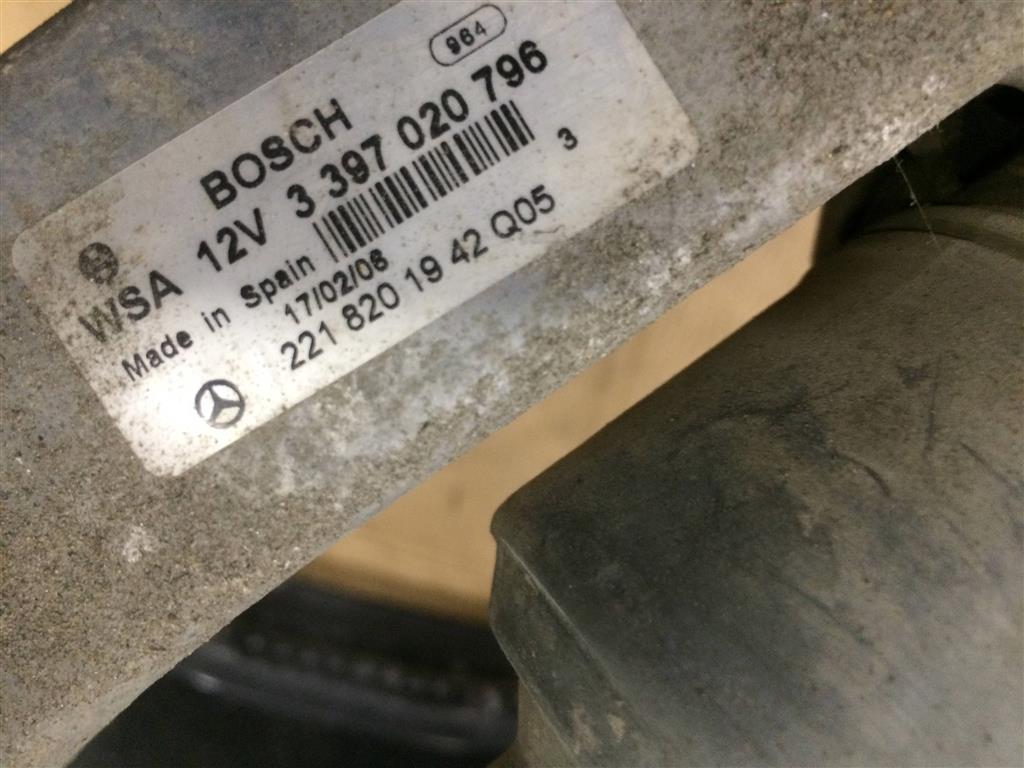 964
BOSCH
WSA 12V 3 397 020 796
Made in Spain
3
17/02/06
221 820 19 42 Q05